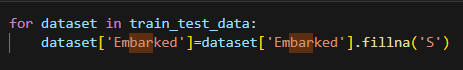 for dataset in train_test_data:
    dataset['Embarked']=dataset['Embarked'].fillna('S')